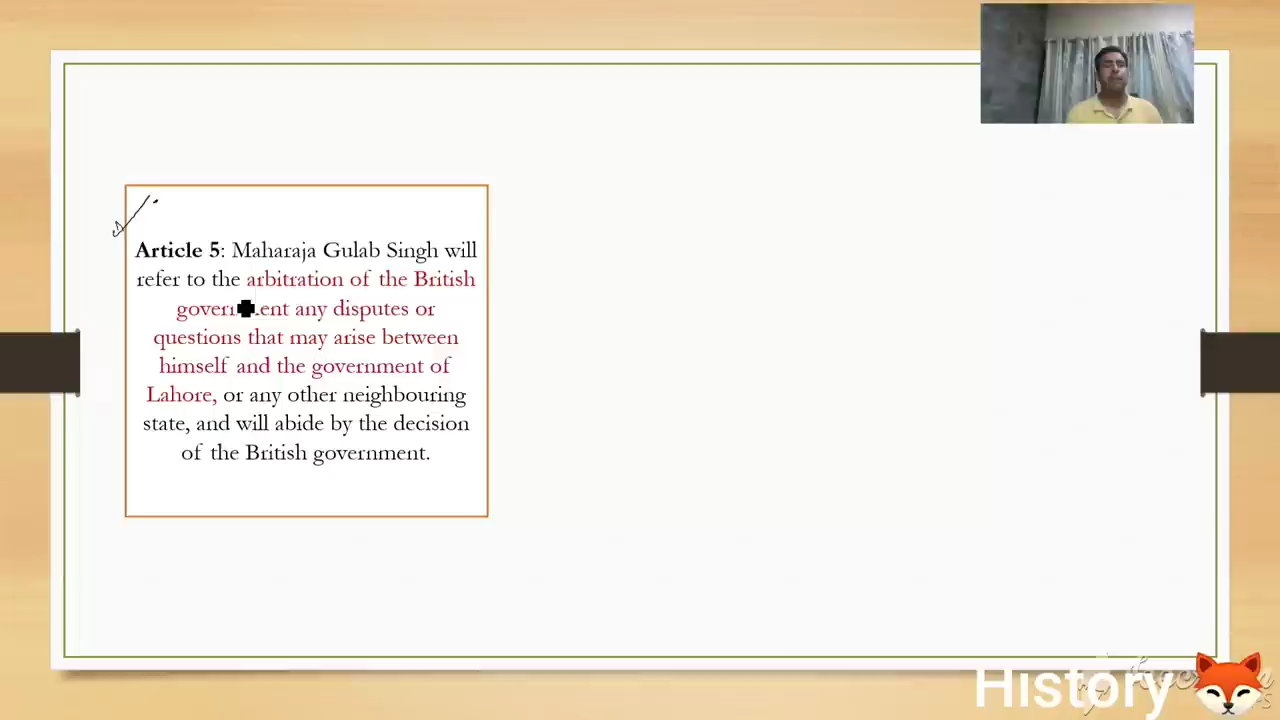 Article 5: Maharaja Gulab Singh will
refer to the arbitration of the British
government any disputes or
questions that may arise between
himself and the government of
Lahore, or any other neighbouring
state, and will abide by the decision
of the British government.
History